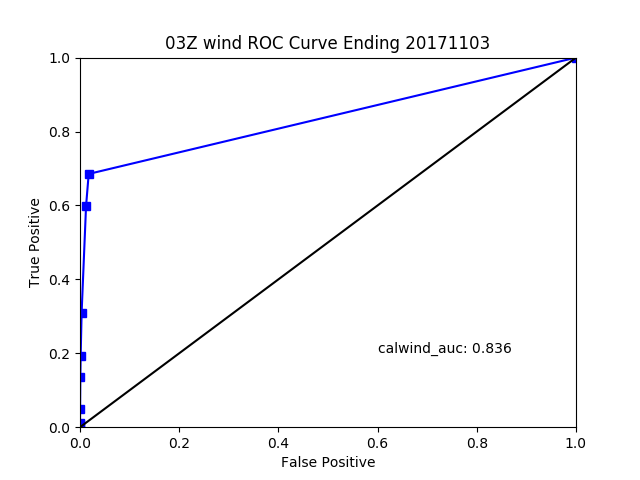 03Z wind ROC Curve Ending 20171103
1.0
0.8
0.6
0.4
0.2
0.0
True Positive
calwind_auc: 0.836
0.0 0.2 0.4 0.6 0.8 1.0
False Positive